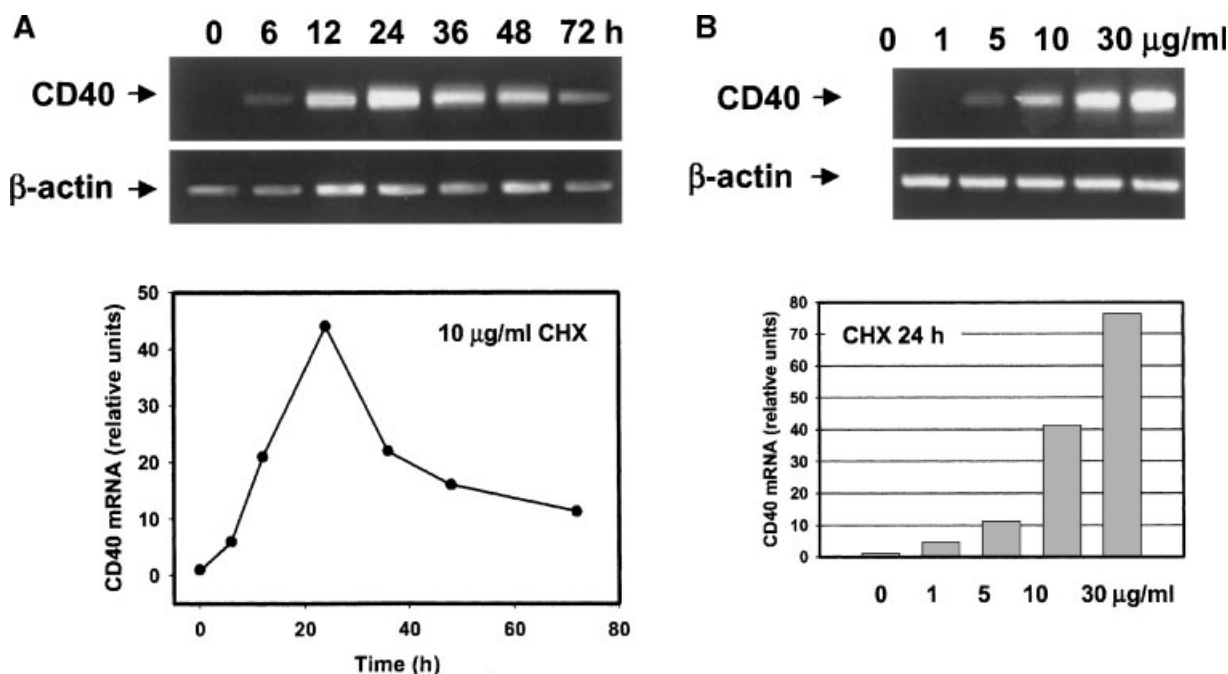 A
0 6 12 24 36 48 72 h
CD40
β-actin
50
40
30
20
10
0
CD40 mRNA (relative units)
10 μg/ml CHX
0 20 40 60 80
Time (h)
B
0 1 5 10 30 μg/ml
CD40
β-actin
80
70
60
50
40
30
20
10
0
CD40 mRNA (relative units)
CHX 24 h
0 1 5 10 30 μg/ml